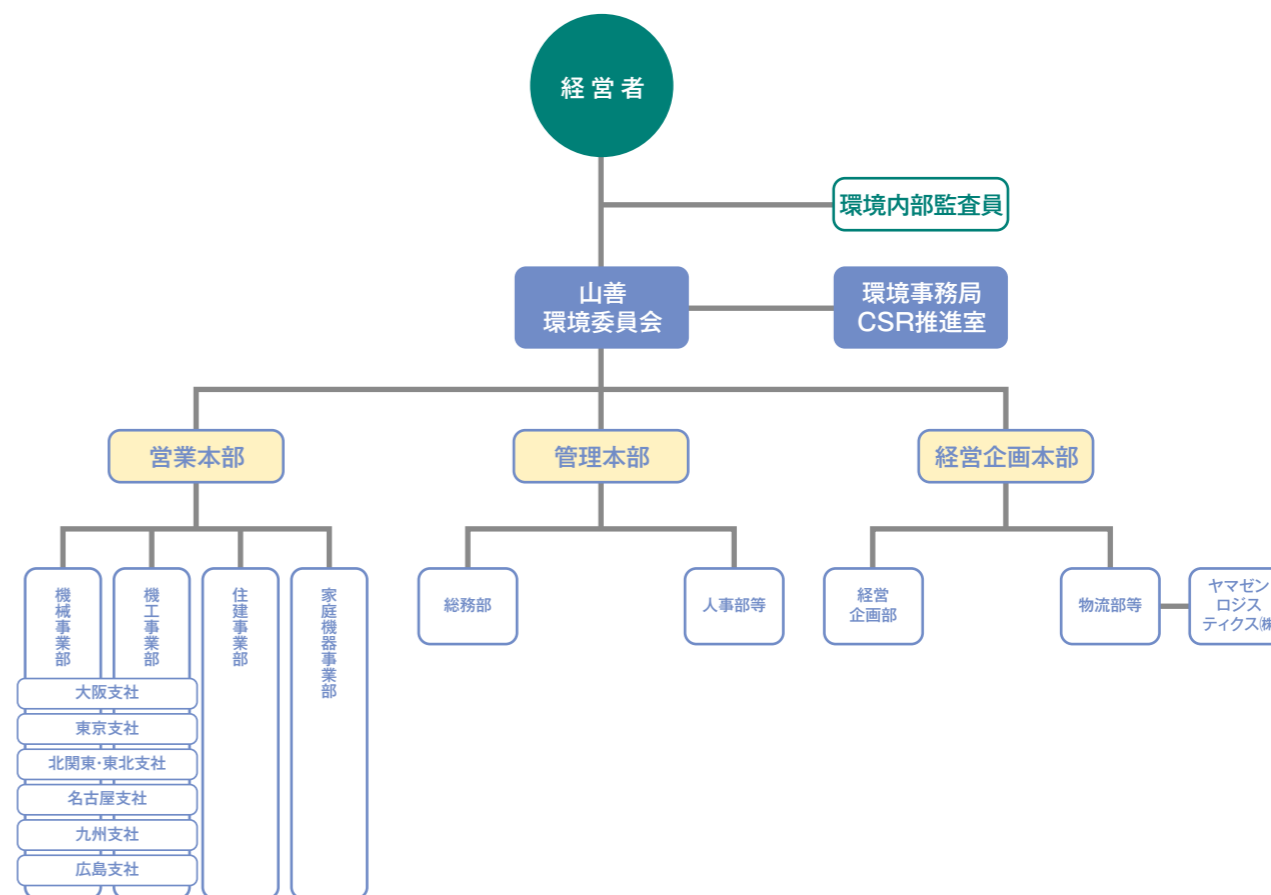 経営者
環境内部監査員
山善
環境委員会
環境事務局
CSR推進室
営業本部
管理本部
経営企画本部
機械事業部
機工事業部
住建事業部
家庭機器事業部
総務部
人事部等
経営
企画部
物流部等
ヤマゼン
ロジス
ティクス㈱
大阪支社
東京支社
北関東・東北支社
名古屋支社
九州支社
広島支社